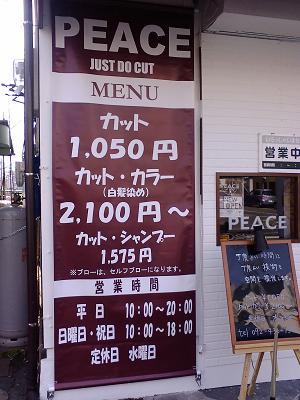 PEACE
JUST DO CUT
MENU
カット
1,050円
カット・カラー
(白髪染め)
2,100円〜
カット・シャンプー
1,575円
※ブローは、セルフブローになります。
営業時間
平日 10:00〜20:00
日曜日・祝日 10:00〜18:00
定休日 水曜日
営業中
PEACE
OPEN
PEACE